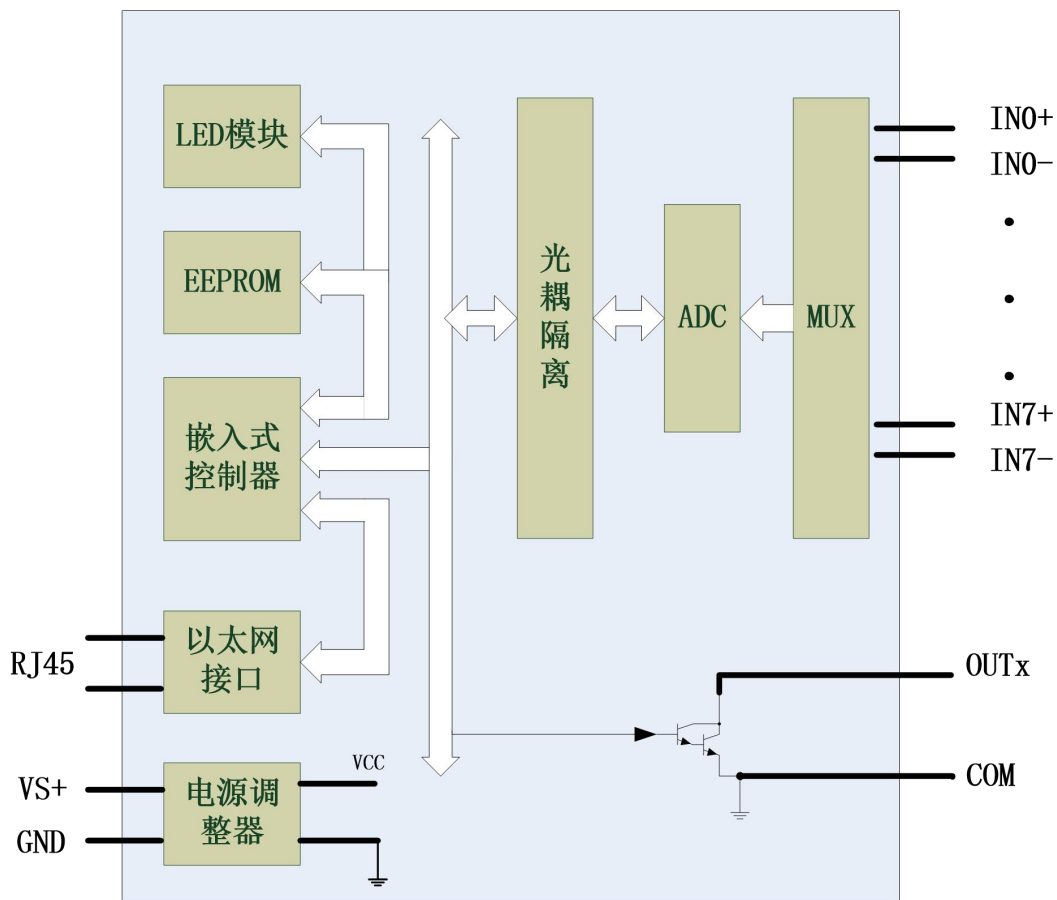 LED模块
EEPROM
嵌入式
控制器
以太网
接口
RJ45
VCC
VS+
GND
电源调
整器
光
耦
隔
离
ADC
MUX
IN0+
IN0-
IN7+
IN7-
OUTx
COM